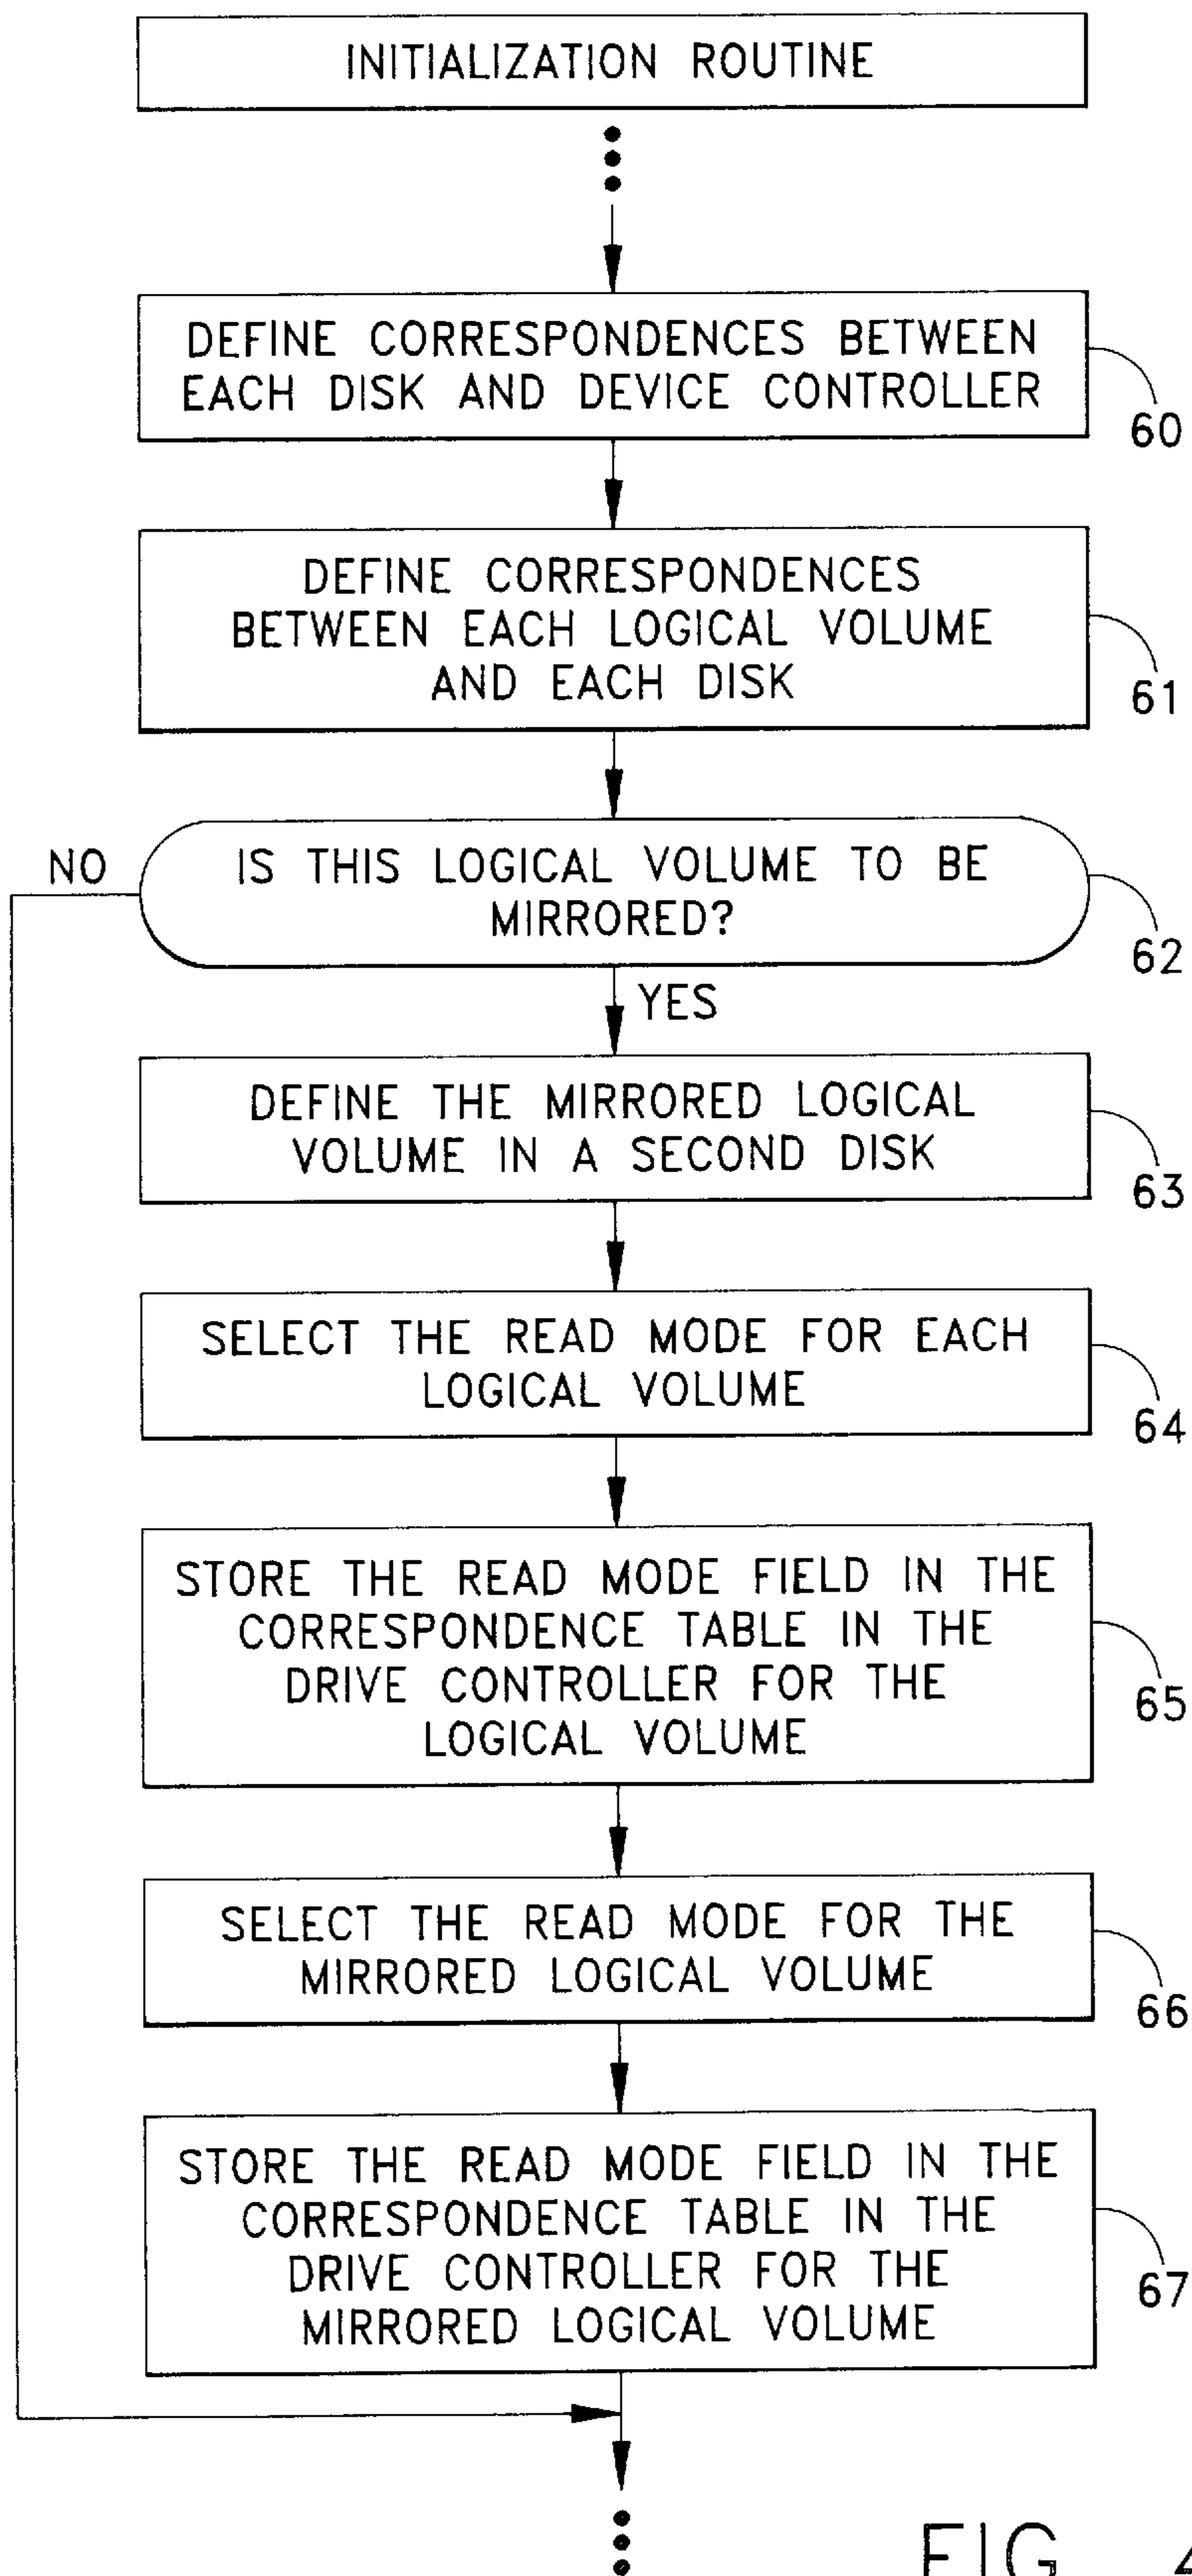 INITIALIZATION ROUTINE
DEFINE CORRESPONDENCES BETWEEN
EACH DISK AND DEVICE CONTROLLER
60
DEFINE CORRESPONDENCES
BETWEEN EACH LOGICAL VOLUME
AND EACH DISK
61
NO
IS THIS LOGICAL VOLUME TO BE
MIRRORED?
62
YES
DEFINE THE MIRRORED LOGICAL
VOLUME IN A SECOND DISK
63
SELECT THE READ MODE FOR EACH
LOGICAL VOLUME
64
STORE THE READ MODE FIELD IN THE
CORRESPONDENCE TABLE IN THE
DRIVE CONTROLLER FOR THE
LOGICAL VOLUME
65
SELECT THE READ MODE FOR THE
MIRRORED LOGICAL VOLUME
66
STORE THE READ MODE FIELD IN THE
CORRESPONDENCE TABLE IN THE
DRIVE CONTROLLER FOR THE
MIRRORED LOGICAL VOLUME
67
FIG. 4